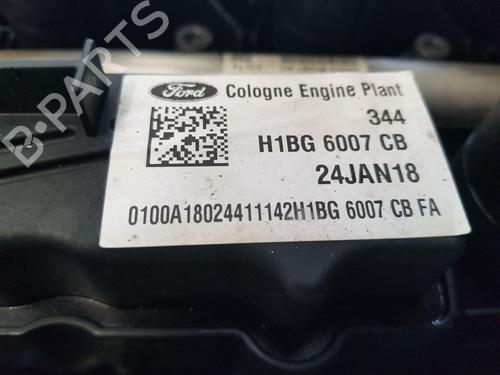 Ford
Cologne Engine Plant
344
H1BG 6007 CB
24JAN18
0100A18024411142H1BG 6007 CB FA
B-PARTS